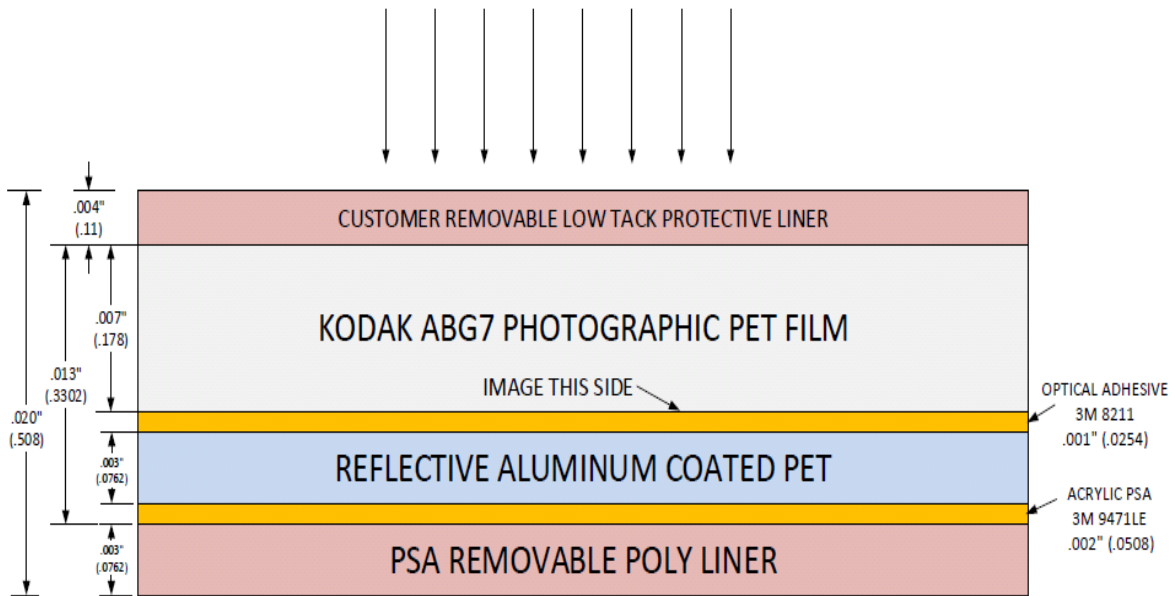 .004"
(.11)
CUSTOMER REMOVABLE LOW TACK PROTECTIVE LINER
.007"
(.178)
KODAK ABG7 PHOTOGRAPHIC PET FILM
.013"
(.3302)
IMAGE THIS SIDE
.020"
(.508)
OPTICAL ADHESIVE
3M 8211
.001" (.0254)
.003"
(.0762)
REFLECTIVE ALUMINUM COATED PET
ACRYLIC PSA
3M 9471LE
.002" (.0508)
.003"
(.0762)
PSA REMOVABLE POLY LINER